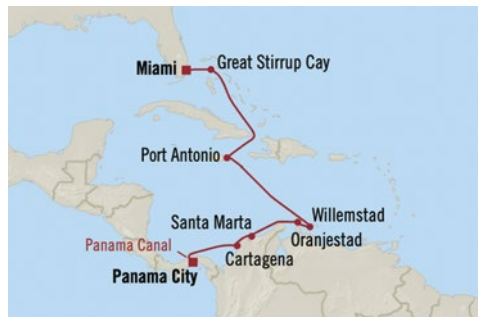 Great Stirrup Cay
Miami
Port Antonio
Willemstad
Santa Marta
Oranjestad
Panama Canal
Cartagena
Panama City